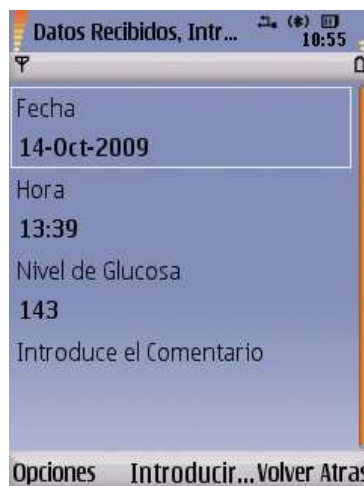 Datos Recibidos, Intr...
10:55
Fecha
14-Oct-2009
Hora
13:39
Nivel de Glucosa
143
Introduce el Comentario
Opciones Introducir... Volver Atras